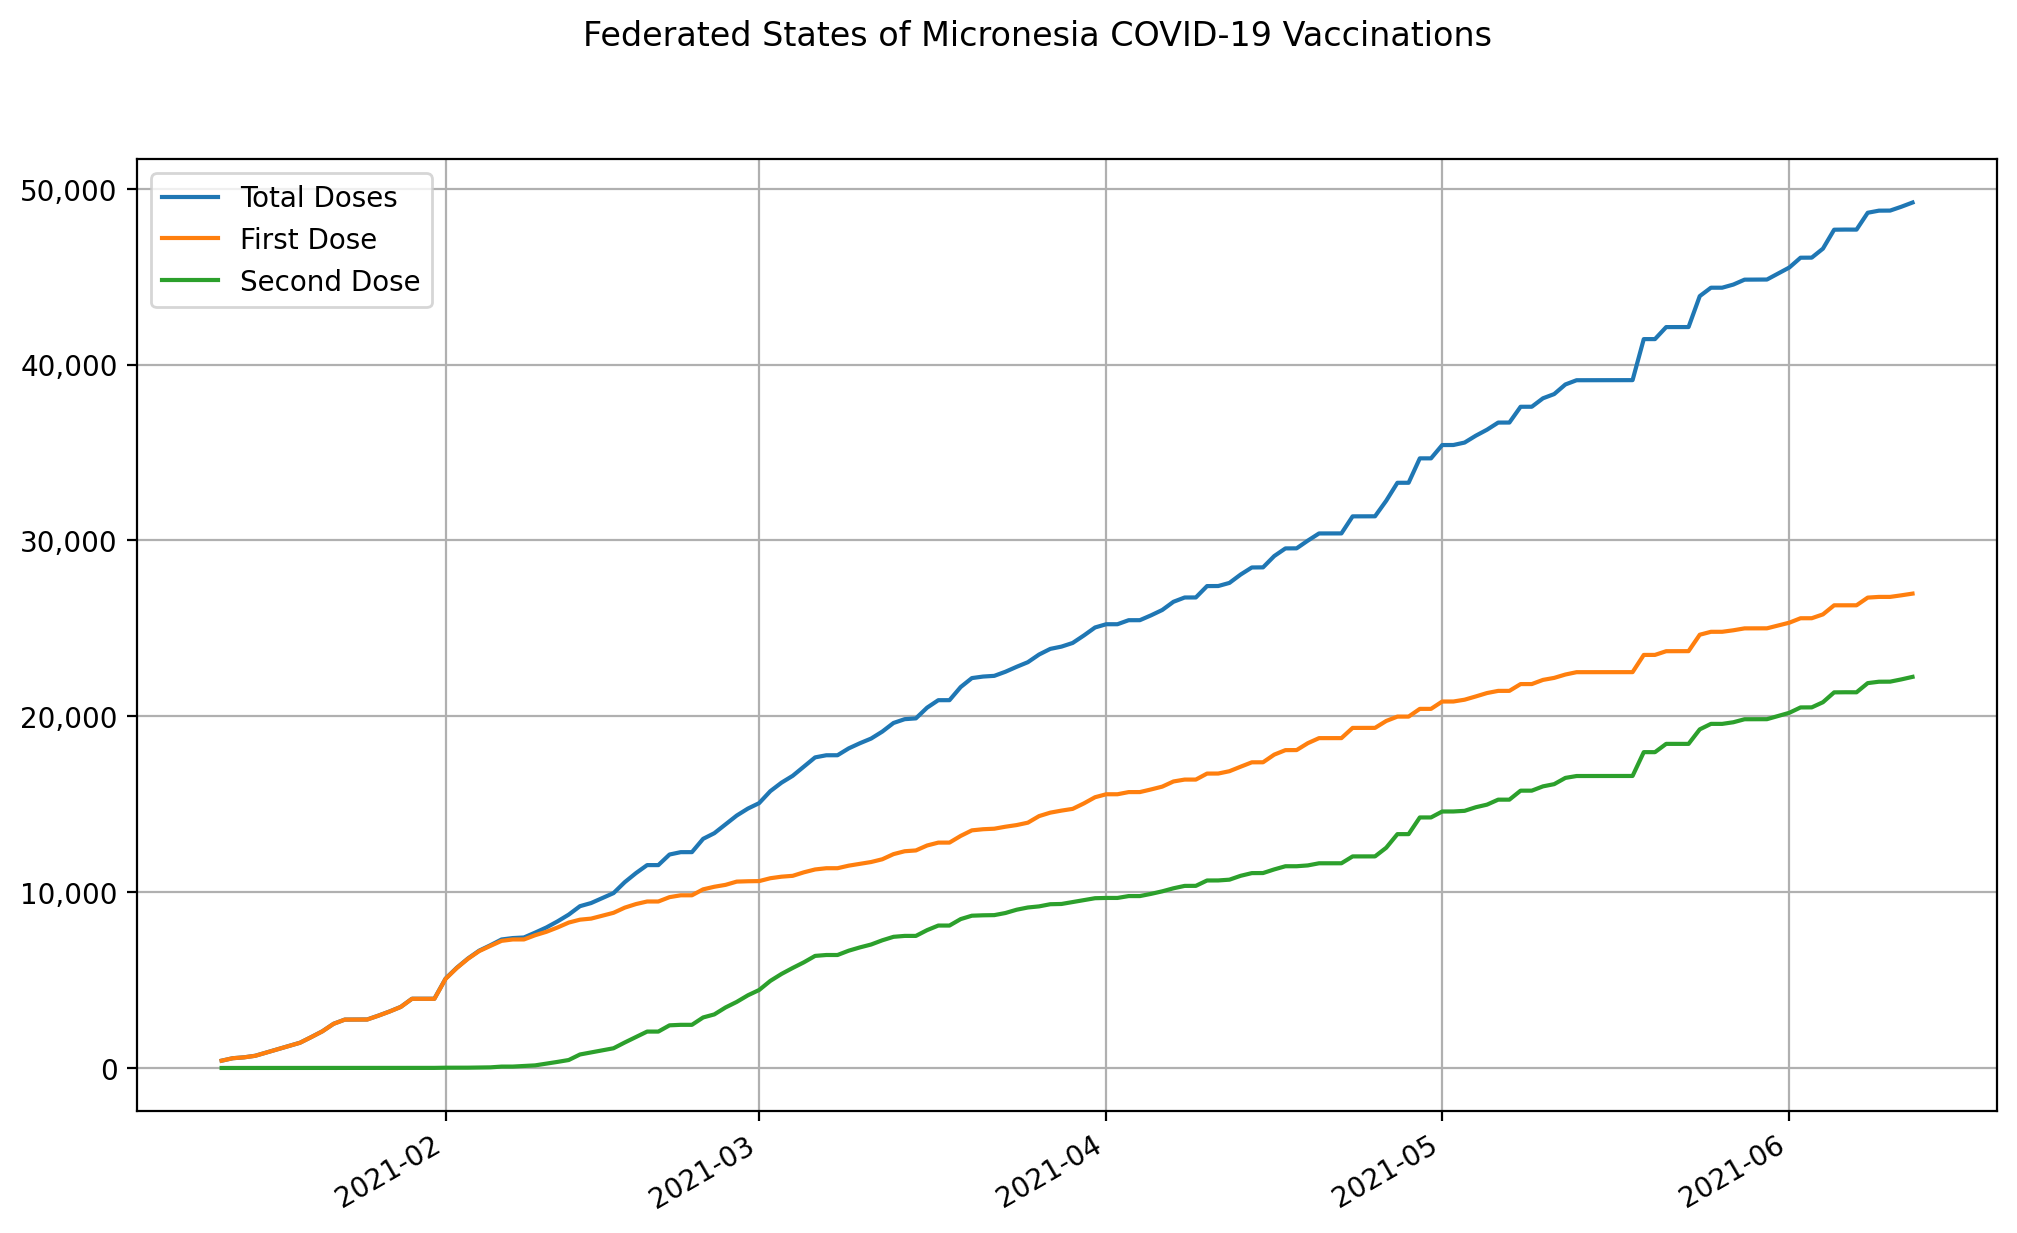 Federated States of Micronesia COVID-19 Vaccinations
50,000
40,000
30,000
20,000
10,000
0
Total Doses
First Dose
Second Dose
2021-02
2021-03
2021-04
2021-05
2021-06